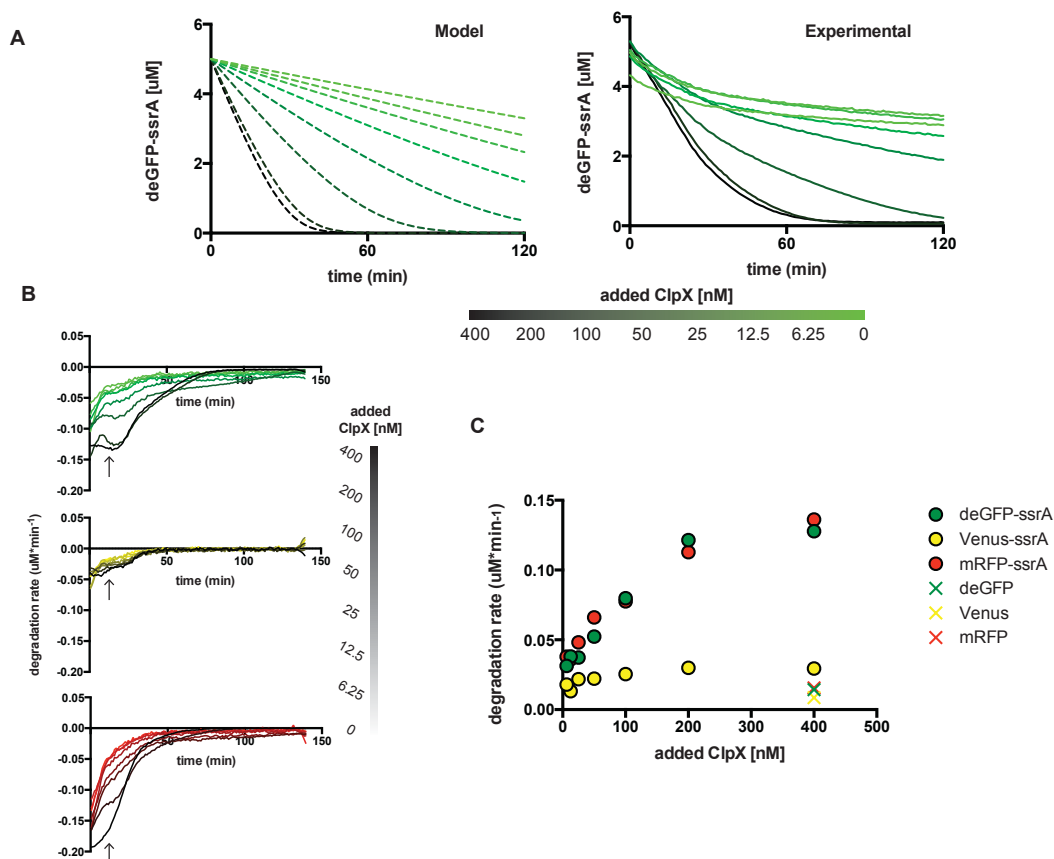 A
Model
Experimental
deGFP-ssrA [uM]
6
4
2
0
0
60
120
time (min)
deGFP-ssrA [uM]
6
4
2
0
0
60
120
time (min)
added ClpX [nM]
400 200 100 50 25 12.5 6.25 0
B
degradation rate (uM*min-1)
0.05
0.00
-0.05
-0.10
-0.15
-0.20
50
100
150
time (min)
0.05
0.00
-0.05
-0.10
-0.15
-0.20
50
100
150
time (min)
0.05
0.00
-0.05
-0.10
-0.15
-0.20
50
100
150
time (min)
added
ClpX [nM]
400
200
100
50
25
12.5
6.25
0
C
degradation rate (uM*min-1)
0.15
0.10
0.05
0.00
0 100 200 300 400 500
added ClpX [nM]
deGFP-ssrA
Venus-ssrA
mRFP-ssrA
deGFP
Venus
mRFP